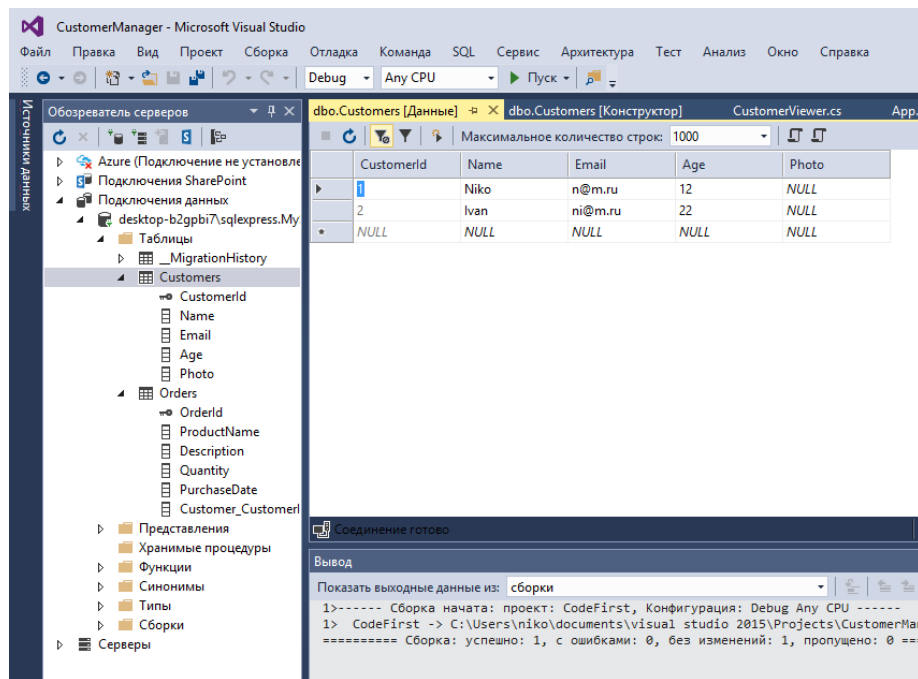 CustomerManager - Microsoft Visual Studio
Файл Правка Вид Проект Сборка Отладка Команда SQL Сервис Архитектура Тест Анализ Окно Справка
Debug Any CPU Пуск
Источники данных
Обозреватель серверов
Azure (Подключение не установле
Подключения SharePoint
Подключения данных
desktop-b2gpbi7\sqlexpress.My
Таблицы
__MigrationHistory
Customers
CustomerId
Name
Email
Age
Photo
Orders
OrderId
ProductName
Description
Quantity
PurchaseDate
Customer_CustomerI
Представления
Хранимые процедуры
Функции
Синонимы
Типы
Сборки
Серверы
dbo.Customers [Данные] dbo.Customers [Конструктор] CustomerViewer.cs App.
Максимальное количество строк: 1000
CustomerId Name Email Age Photo
1 Niko n@m.ru 12 NULL
2 Ivan ni@m.ru 22 NULL
NULL NULL NULL NULL NULL
Соединение готово
Вывод
Показать выходные данные из: сборки
1>------ Сборка начата: проект: CodeFirst, Конфигурация: Debug Any CPU ------
1> CodeFirst -> C:\Users\niko\documents\visual studio 2015\Projects\CustomerMa
========== Сборка: успешно: 1, с ошибками: 0, без изменений: 1, пропущено: 0 ==